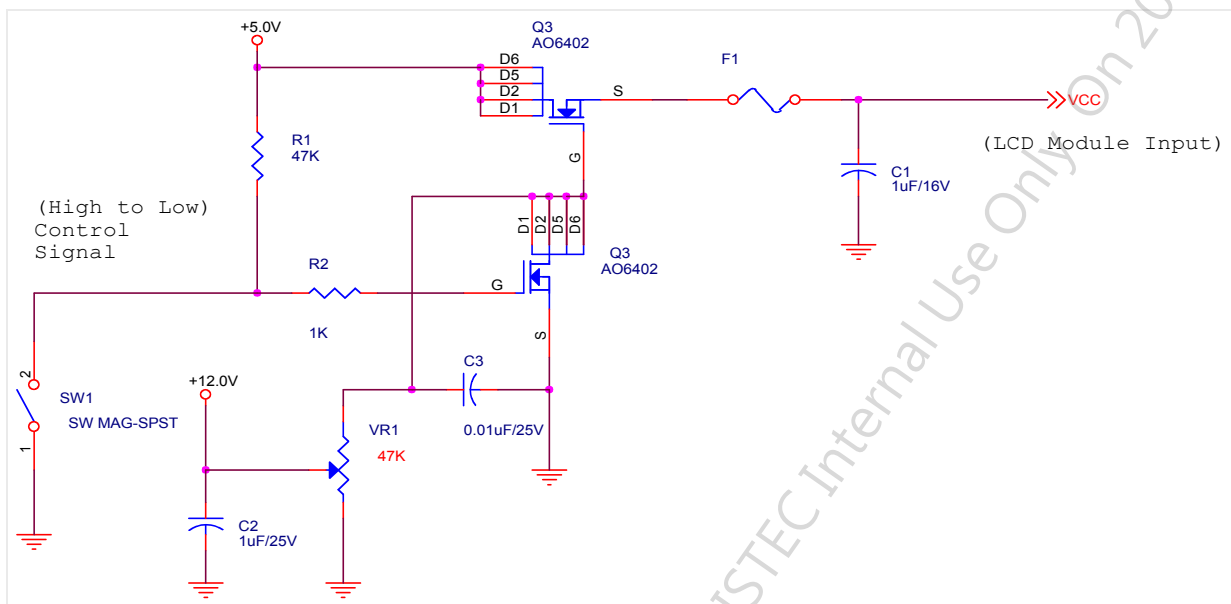 +5.0V
Q3
AO6402
D6
D5
D2
D1
S
G
F1
VCC
(LCD Module Input)
R1
47K
C1
1uF/16V
(High to Low)
Control
Signal
D1
D2
D5
D6
Q3
AO6402
R2
1K
G
S
C3
0.01uF/25V
+12.0V
2
SW1
SW MAG-SPST
1
VR1
47K
C2
1uF/25V
ISTEC Internal Use Only On 20